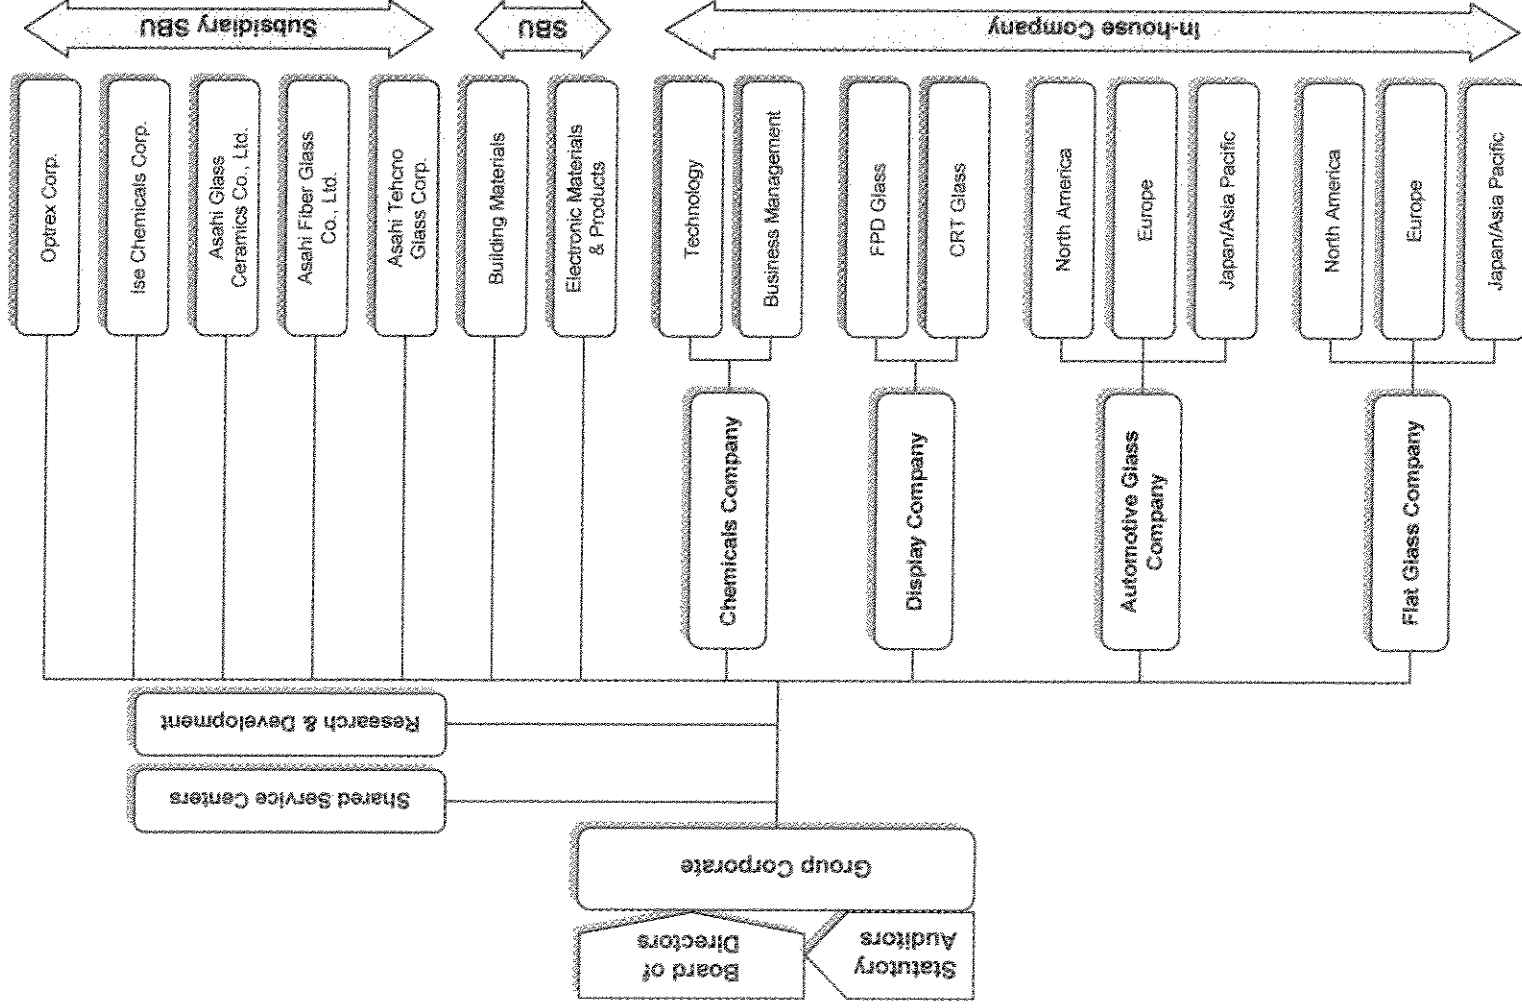 Statutory
Auditors
Board of
Directors
Group Corporate
Shared Service Centers
Research & Development
Flat Glass Company
Japan/Asia Pacific
Europe
North America
Automotive Glass
Company
Japan/Asia Pacific
Europe
North America
Display Company
CRT Glass
FPD Glass
Chemicals Company
Business Management
Technology
Electronic Materials
& Products
Building Materials
Asahi Tehcno
Glass Corp.
Asahi Fiber Glass
Co., Ltd.
Asahi Glass
Ceramics Co., Ltd.
Ise Chemicals Corp.
Optrex Corp.
In-house Company
SBU
Subsidiary SBU